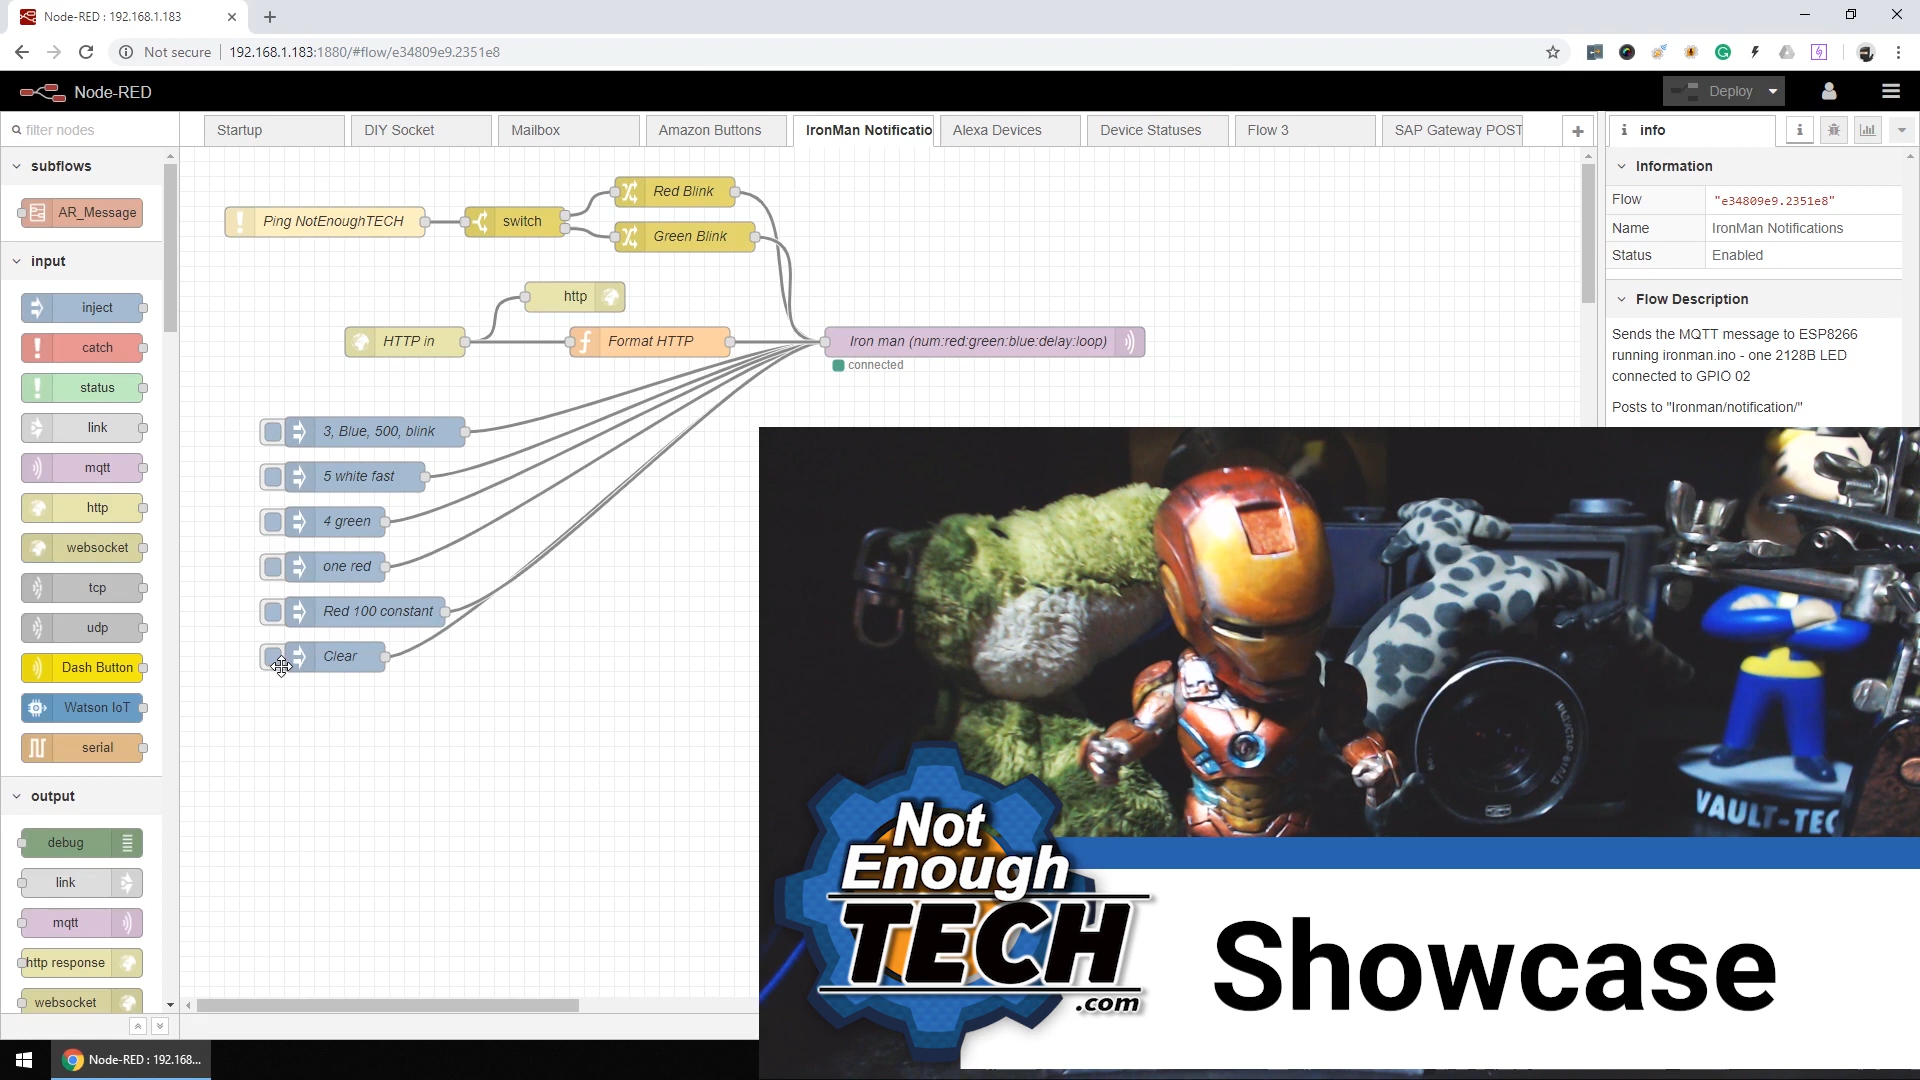 Node-RED : 192.168.1.183
Not secure
192.168.1.183:1880/#flow/e34809e9.2351e8
Node-RED
Deploy
filter nodes
Startup
DIY Socket
Mailbox
Amazon Buttons
IronMan Notificatio
Alexa Devices
Device Statuses
Flow 3
SAP Gateway POST
info
subflows
AR_Message
input
inject
catch
status
link
mqtt
http
websocket
tcp
udp
Dash Button
Watson IoT
serial
output
debug
link
mqtt
http response
websocket
Ping NotEnoughTECH
switch
Red Blink
Green Blink
http
HTTP in
Format HTTP
Iron man (num:red:green:blue:delay:loop)
connected
3, Blue, 500, blink
5 white fast
4 green
one red
Red 100 constant
Clear
Information
Flow
"e34809e9.2351e8"
Name
IronMan Notifications
Status
Enabled
Flow Description
Sends the MQTT message to ESP8266
running ironman.ino - one 2128B LED
connected to GPIO 02
Posts to "Ironman/notification/"
VAULT-TEC
Not
Enough
TECH
.com
Showcase
Node-RED : 192.168...